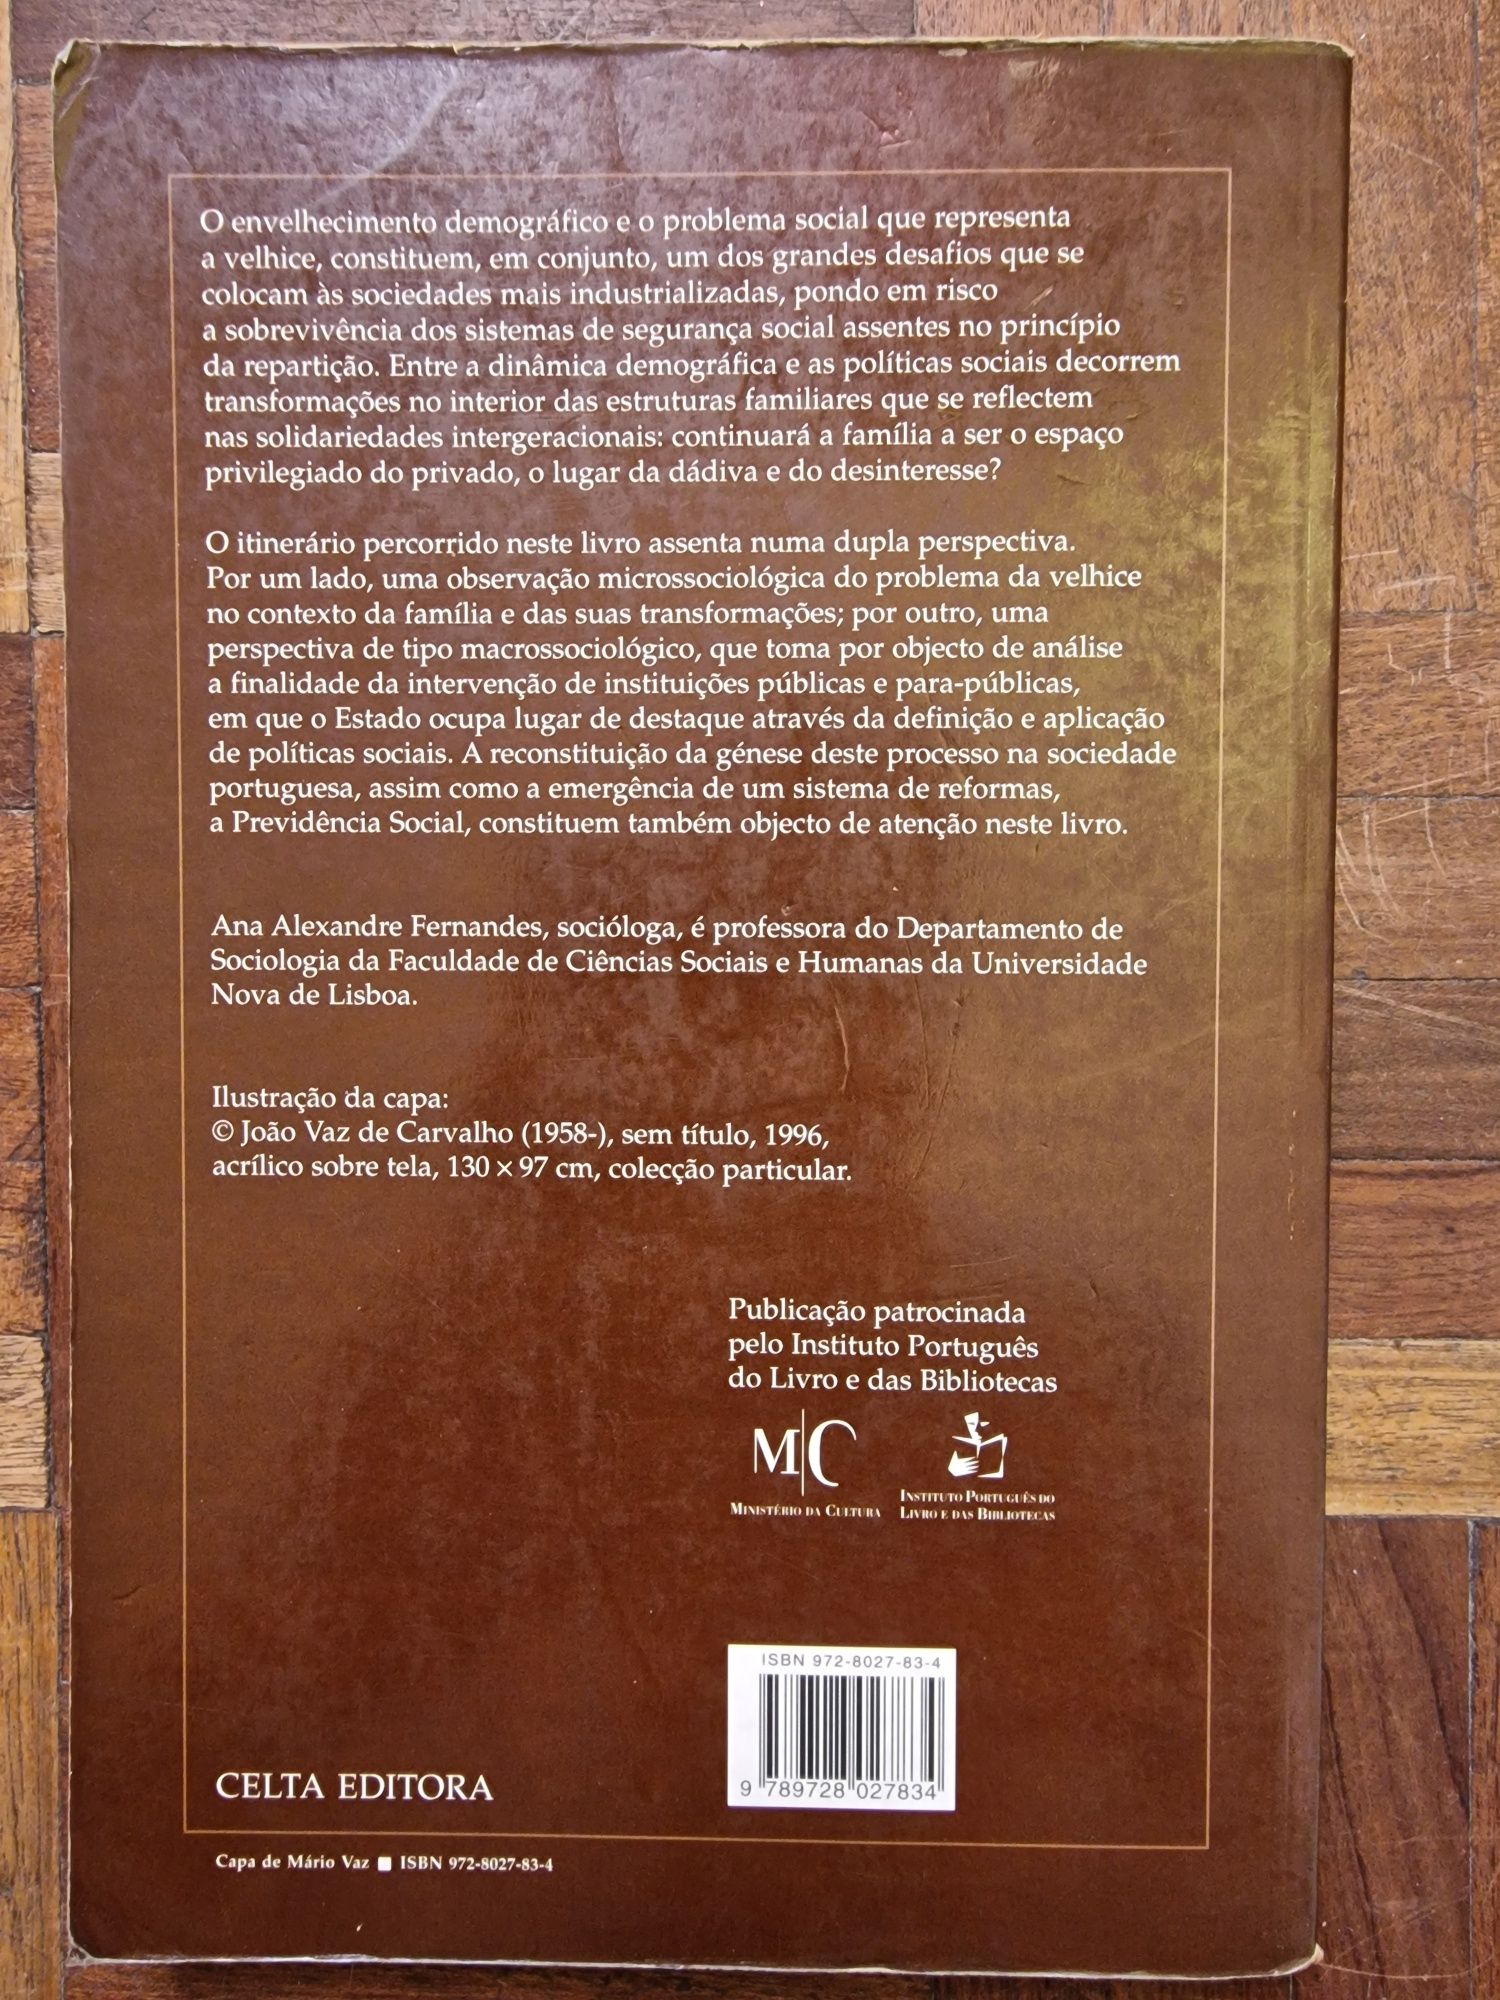 O envelhecimento demográfico e o problema social que representa
a velhice, constituem, em conjunto, um dos grandes desafios que se
colocam às sociedades mais industrializadas, pondo em risco
a sobrevivência dos sistemas de segurança social assentes no princípio
da repartição. Entre a dinâmica demográfica e as políticas sociais decorrem
transformações no interior das estruturas familiares que se reflectem
nas solidariedades intergeracionais: continuará a família a ser o espaço
privilegiado do privado, o lugar da dádiva e do desinteresse?
O itinerário percorrido neste livro assenta numa dupla perspectiva.
Por um lado, uma observação microssociológica do problema da velhice
no contexto da família e das suas transformações; por outro, uma
perspectiva de tipo macrossociológico, que toma por objecto de análise
a finalidade da intervenção de instituições públicas e para-públicas,
em que o Estado ocupa lugar de destaque através da definição e aplicação
de políticas sociais. A reconstituição da génese deste processo na sociedade
portuguesa, assim como a emergência de um sistema de reformas,
a Previdência Social, constituem também objecto de atenção neste livro.
Ana Alexandre Fernandes, socióloga, é professora do Departamento de
Sociologia da Faculdade de Ciências Sociais e Humanas da Universidade
Nova de Lisboa.
Ilustração da capa:
© João Vaz de Carvalho (1958-), sem título, 1996,
acrílico sobre tela, 130 × 97 cm, colecção particular.
Publicação patrocinada
pelo Instituto Português
do Livro e das Bibliotecas
M|C
MINISTÉRIO DA CULTURA
INSTITUTO PORTUGUÊS DO
LIVRO E DAS BIBLIOTECAS
ISBN 972-8027-83-4
9 789728 027834
CELTA EDITORA
Capa de Mário Vaz ■ ISBN 972-8027-83-4